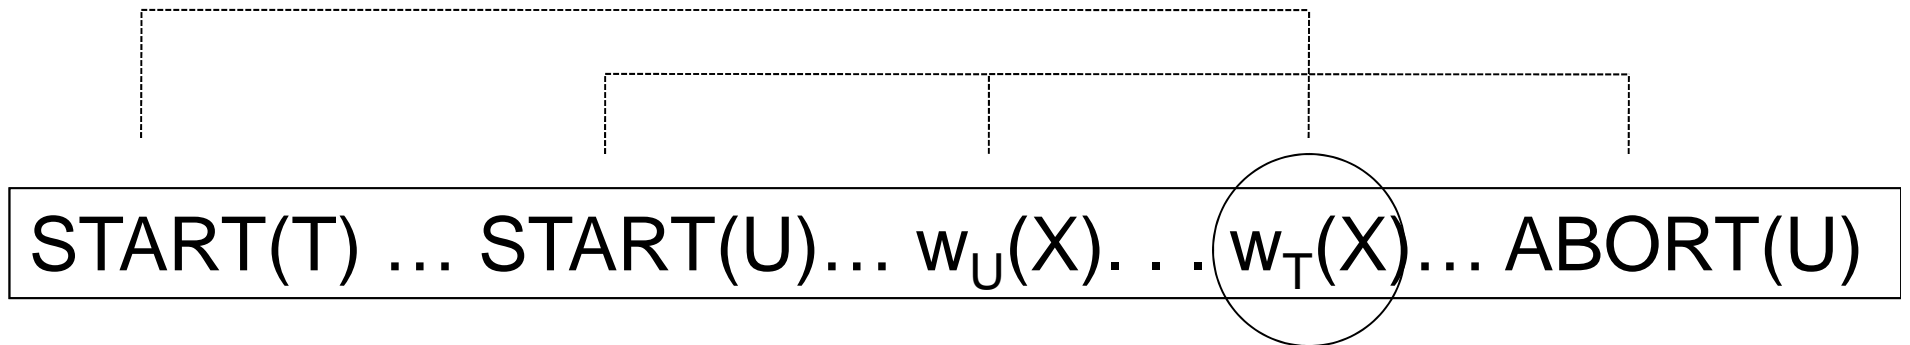 START(T) … START(U)… w_U(X). . . w_T(X)… ABORT(U)